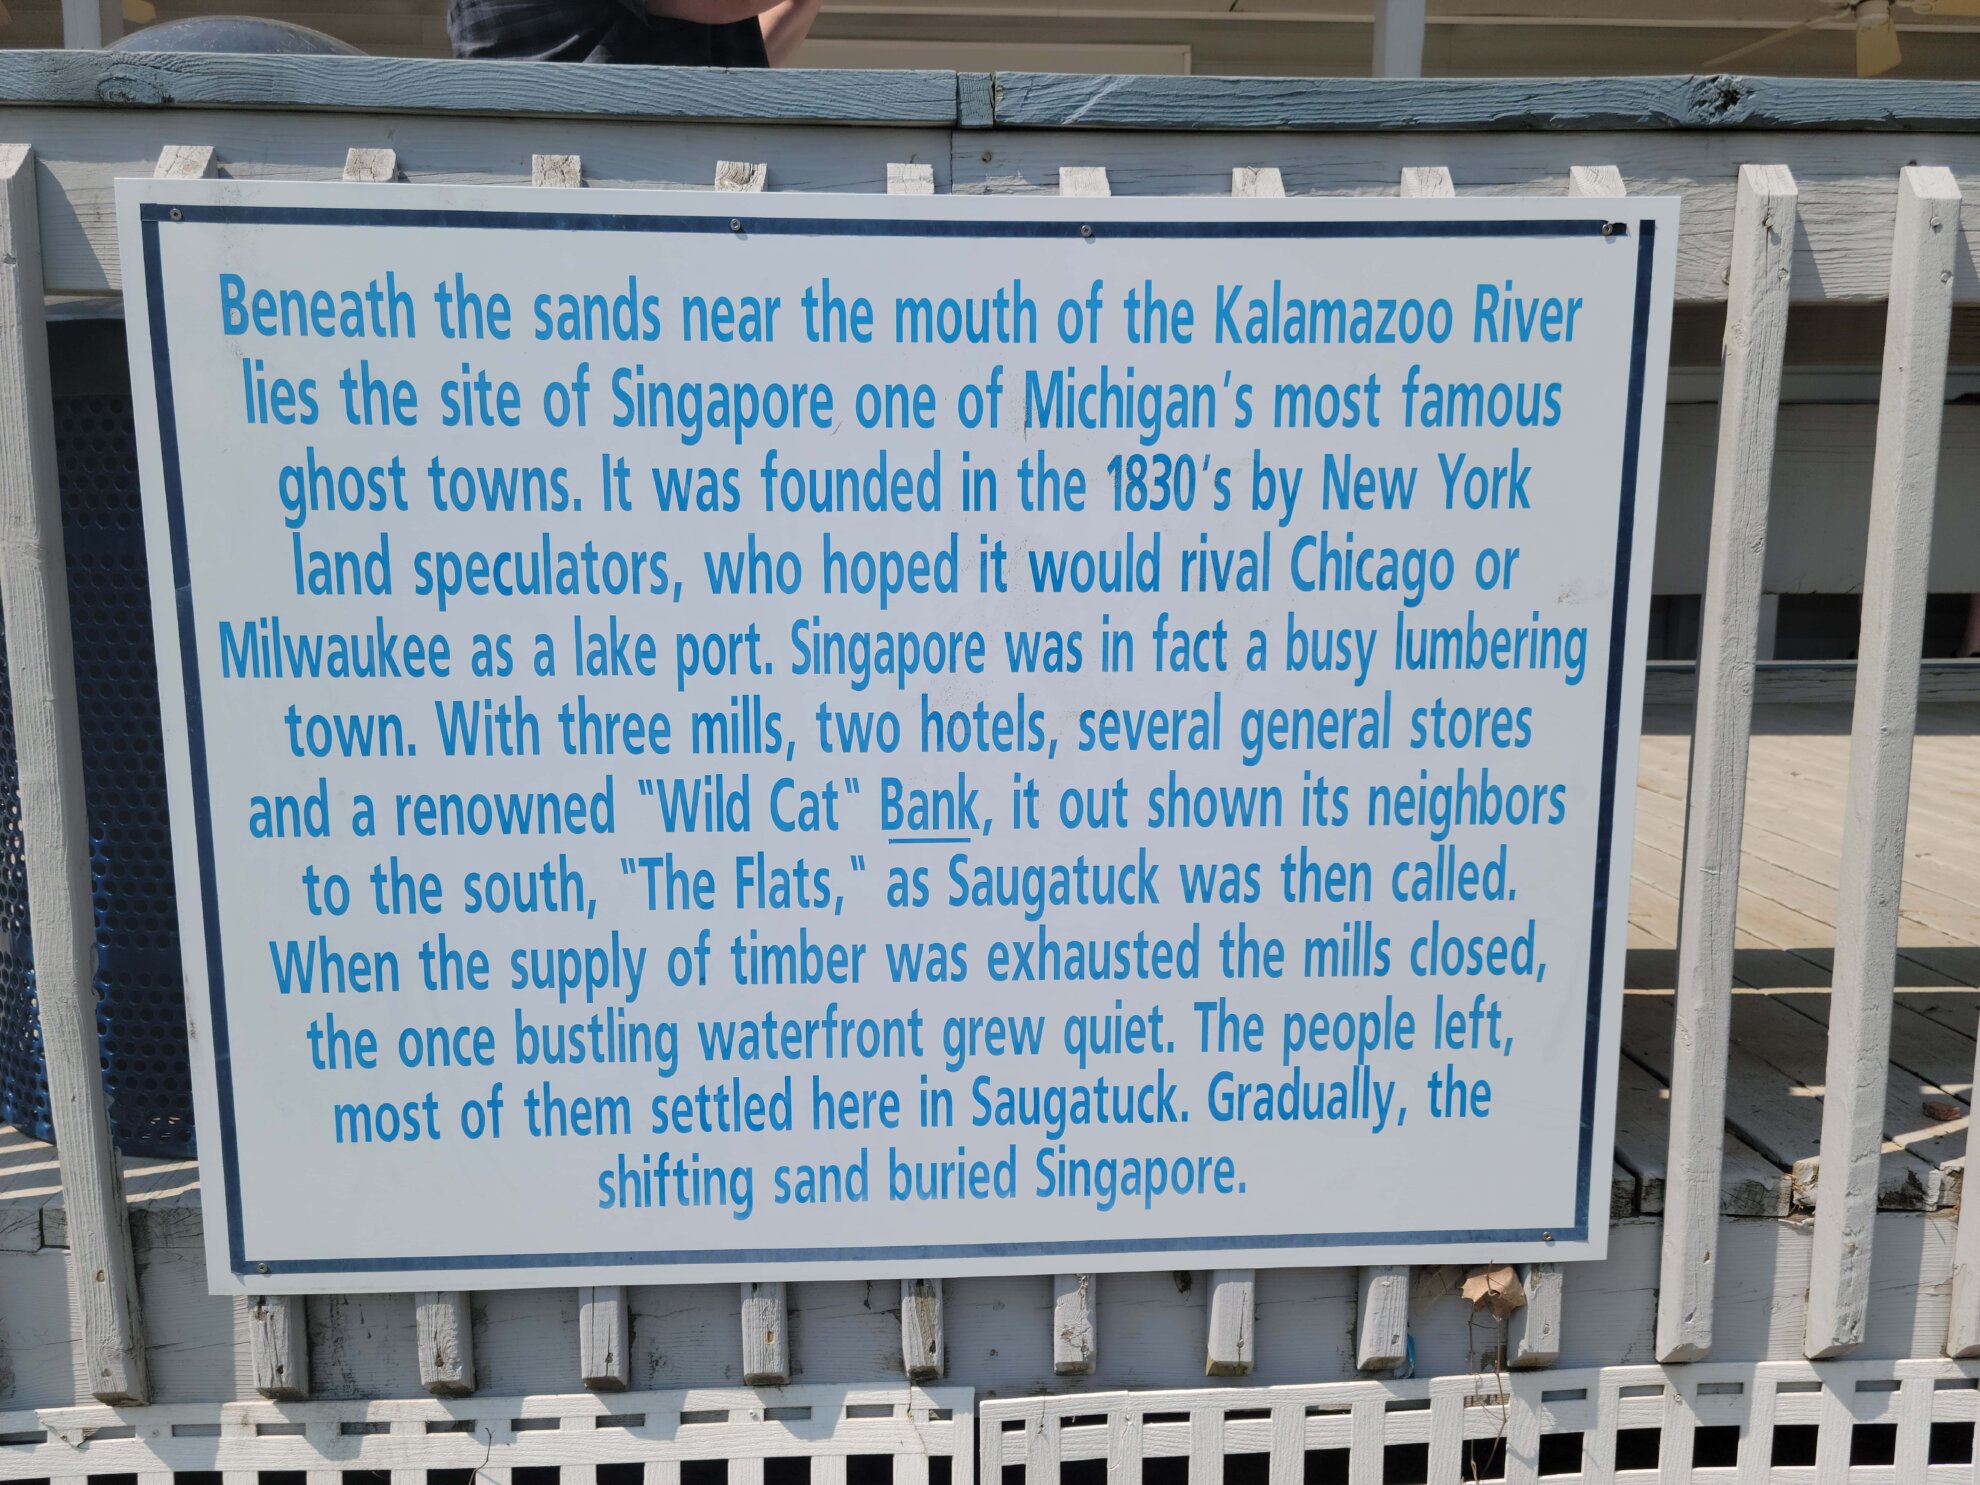 Beneath the sands near the mouth of the Kalamazoo River
lies the site of Singapore one of Michigan's most famous
ghost towns. It was founded in the 1830's by New York
land speculators, who hoped it would rival Chicago or
Milwaukee as a lake port. Singapore was in fact a busy lumbering
town. With three mills, two hotels, several general stores
and a renowned "Wild Cat" Bank, it out shown its neighbors
to the south, "The Flats," as Saugatuck was then called.
When the supply of timber was exhausted the mills closed,
the once bustling waterfront grew quiet. The people left,
most of them settled here in Saugatuck. Gradually, the
shifting sand buried Singapore.